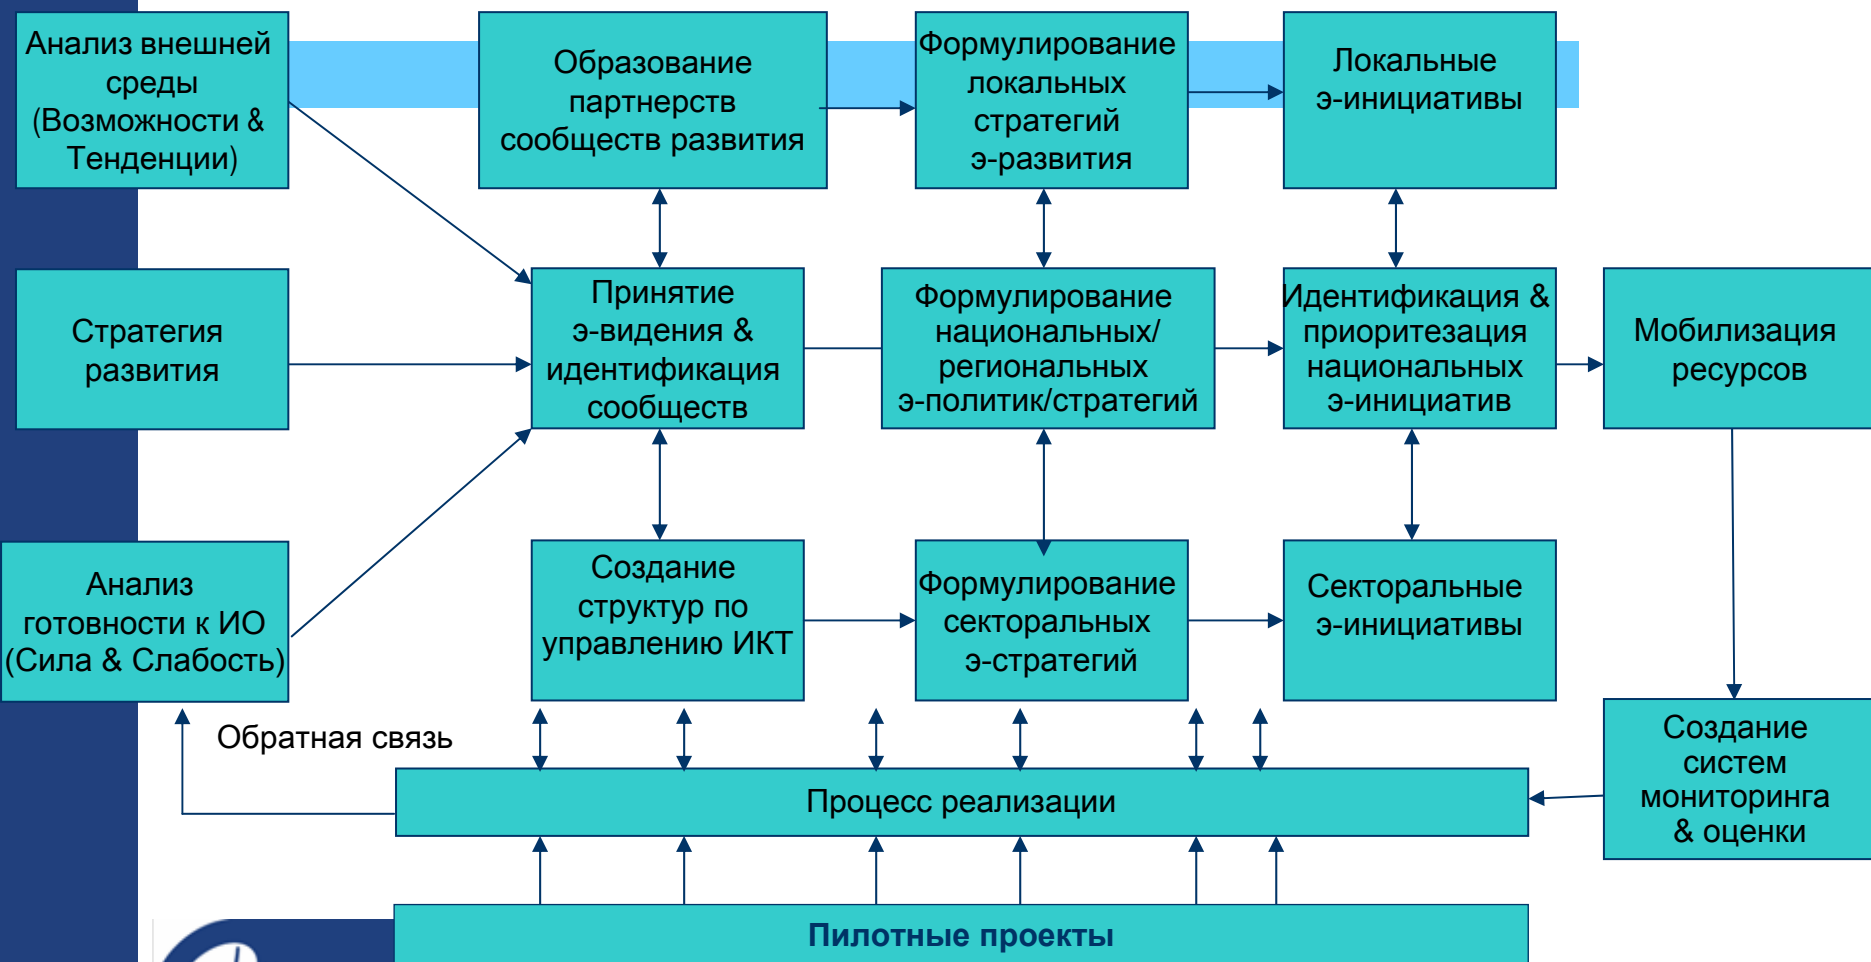 Анализ внешней
среды
(Возможности &
Тенденции)
Образование
партнерств
сообществ развития
Формулирование
локальных
стратегий
э-развития
Локальные
э-инициативы
Стратегия
развития
Принятие
э-видения &
идентификация
сообществ
Формулирование
национальных/
региональных
э-политик/стратегий
Идентификация &
приоритезация
национальных
э-инициатив
Мобилизация
ресурсов
Анализ
готовности к ИО
(Сила & Слабость)
Создание
структур по
управлению ИКТ
Формулирование
секторальных
э-стратегий
Секторальные
э-инициативы
Обратная связь
Процесс реализации
Создание
систем
мониторинга
& оценки
Пилотные проекты